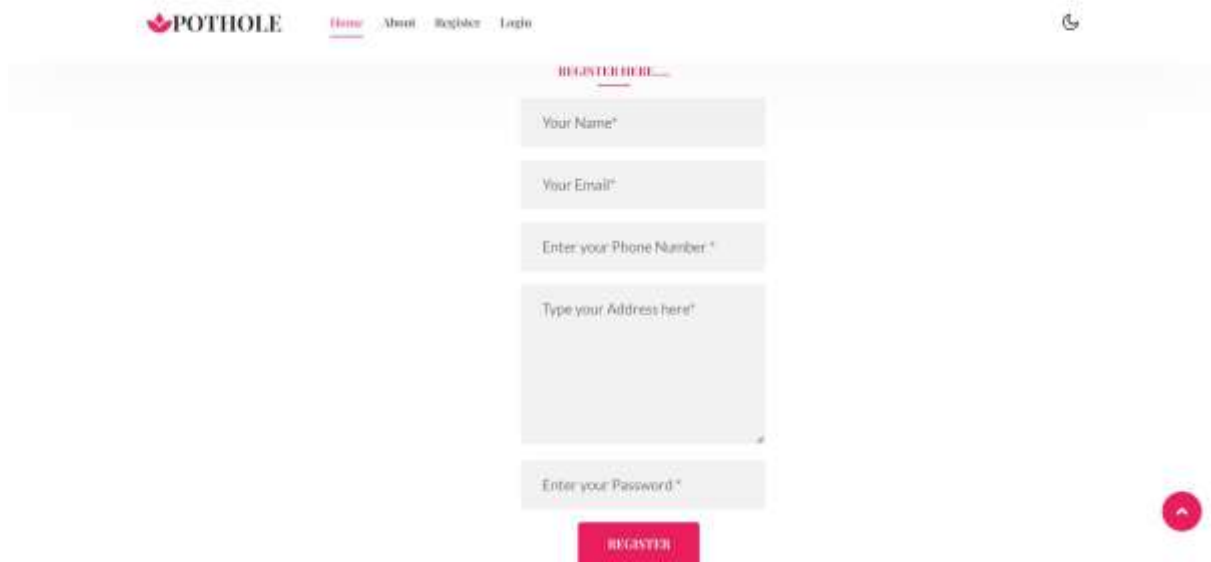 POTHOLE Home About Register Login
REGISTER HERE.....
Your Name*
Your Email*
Enter your Phone Number *
Type your Address here*
Enter your Password *
REGISTER